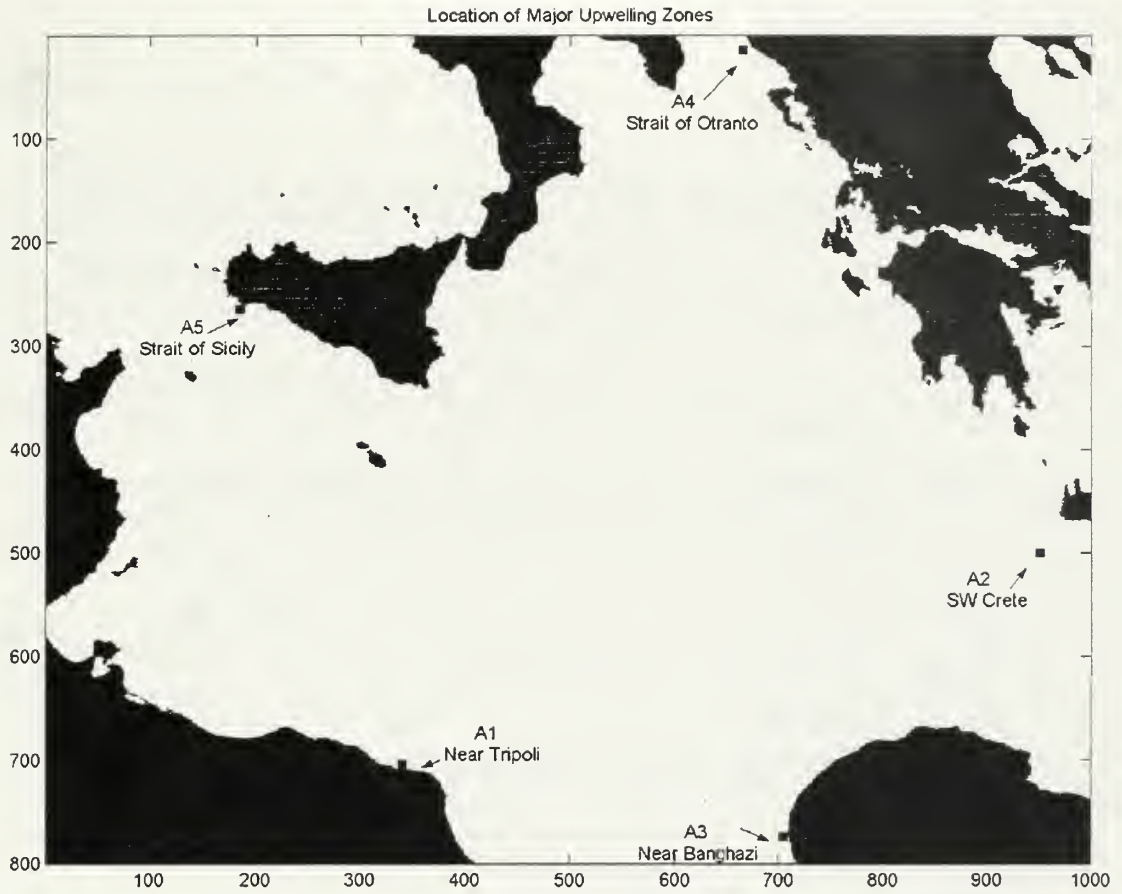 Location of Major Upwelling Zones
A4
Strait of Otranto
100
200
A5
Strait of Sicily
300
400
500
A2
SW Crete
600
A1
Near Tripoli
700
A3
Near Banghazi
800
100 200 300 400 500 600 700 800 900 1000